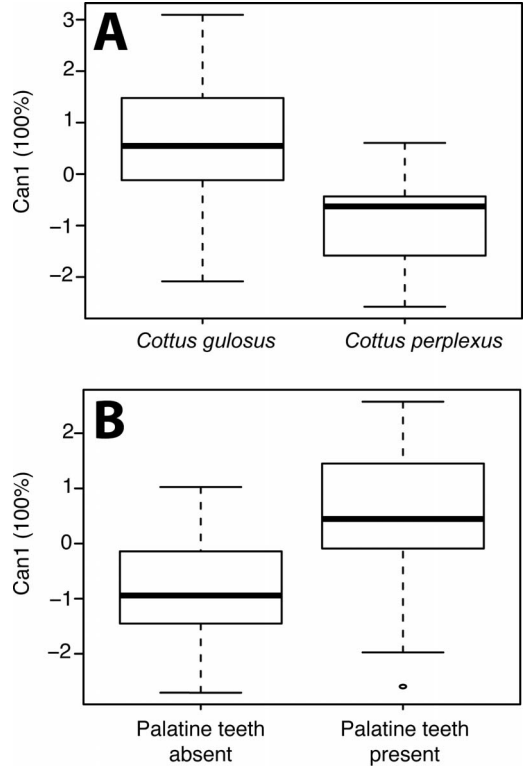 A
Can1 (100%)
3
2
1
0
−1
−2
Cottus gulosus
Cottus perplexus
B
Can1 (100%)
2
1
0
−1
−2
Palatine teeth
absent
Palatine teeth
present